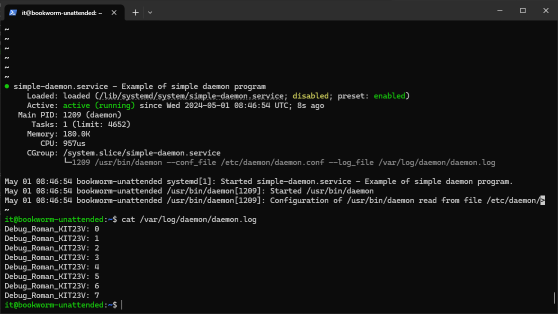 it@bookworm-unattended: ~
~
~
~
~
~
~
● simple-daemon.service - Example of simple daemon program
Loaded: loaded (/lib/systemd/system/simple-daemon.service; disabled; preset: enabled)
Active: active (running) since Wed 2024-05-01 08:46:54 UTC; 8s ago
Main PID: 1209 (daemon)
Tasks: 1 (limit: 4652)
Memory: 180.0K
CPU: 957us
CGroup: /system.slice/simple-daemon.service
└─1209 /usr/bin/daemon --conf_file /etc/daemon/daemon.conf --log_file /var/log/daemon/daemon.log
May 01 08:46:54 bookworm-unattended systemd[1]: Started simple-daemon.service - Example of simple daemon program.
May 01 08:46:54 bookworm-unattended /usr/bin/daemon[1209]: Started /usr/bin/daemon
May 01 08:46:54 bookworm-unattended /usr/bin/daemon[1209]: Configuration of /usr/bin/daemon read from file /etc/daemon/>
~
it@bookworm-unattended:~$ cat /var/log/daemon/daemon.log
Debug_Roman_KIT23V: 0
Debug_Roman_KIT23V: 1
Debug_Roman_KIT23V: 2
Debug_Roman_KIT23V: 3
Debug_Roman_KIT23V: 4
Debug_Roman_KIT23V: 5
Debug_Roman_KIT23V: 6
Debug_Roman_KIT23V: 7
it@bookworm-unattended:~$